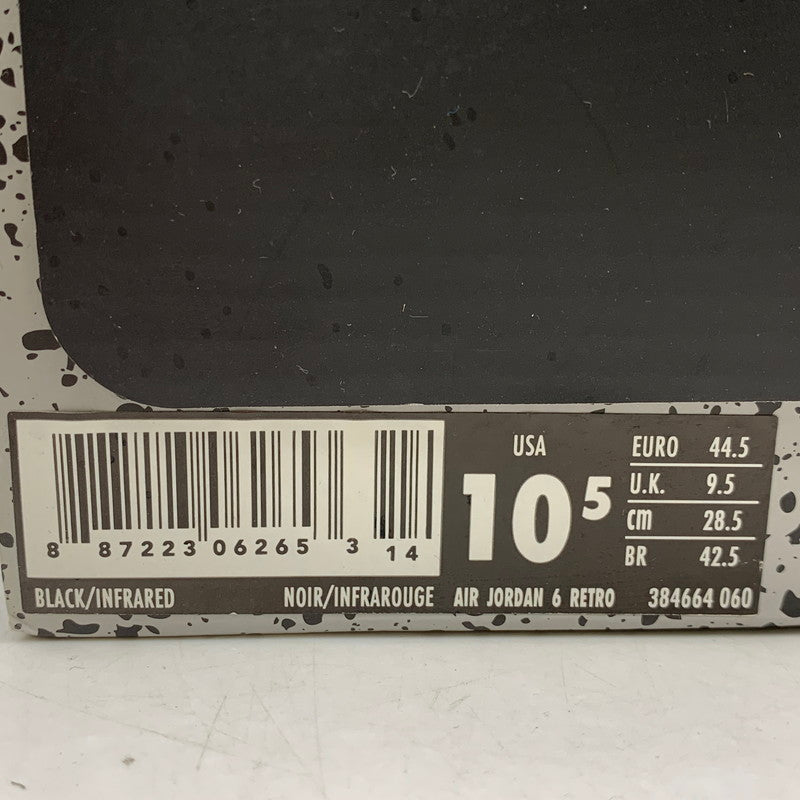 8 87223 06265 3 14
BLACK/INFRARED NOIR/INFRAROUGE
USA
10 5
EURO 44.5
U.K. 9.5
cm 28.5
BR 42.5
AIR JORDAN 6 RETRO 384664 060